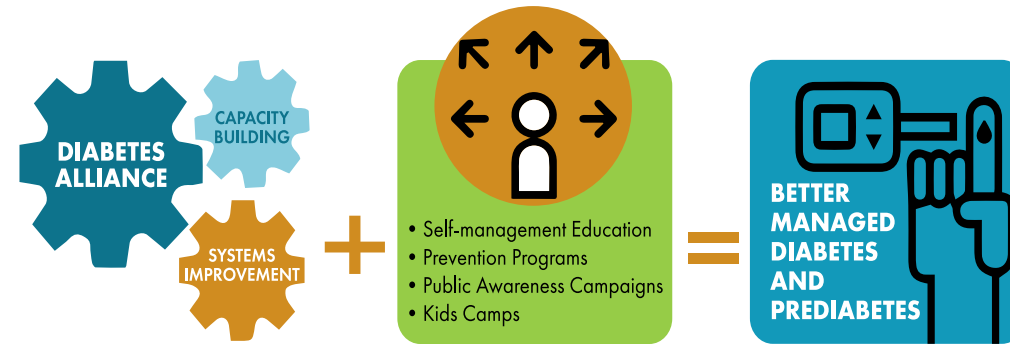 DIABETES
ALLIANCE
CAPACITY
BUILDING
SYSTEMS
IMPROVEMENT
+
• Self-management Education
• Prevention Programs
• Public Awareness Campaigns
• Kids Camps
=
BETTER
MANAGED
DIABETES
AND
PREDIABETES